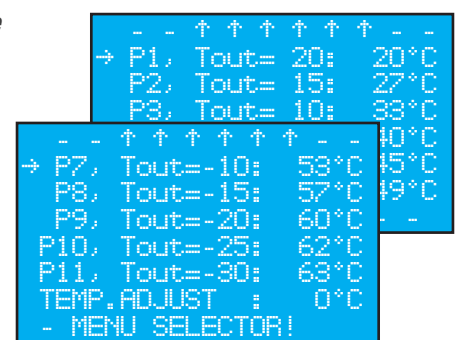 - - ↑ ↑ ↑ ↑ ↑ ↑ - -
→ P1, Tout= 20: 20°C
P2, Tout= 15: 27°C
P3, Tout= 10: 33°C
40°C
45°C
49°C
- -
- - ↑ ↑ ↑ ↑ ↑ ↑ - -
→ P7, Tout=-10: 53°C
P8, Tout=-15: 57°C
P9, Tout=-20: 60°C
P10, Tout=-25: 62°C
P11, Tout=-30: 63°C
TEMP.ADJUST : 0°C
- MENU SELECTOR!